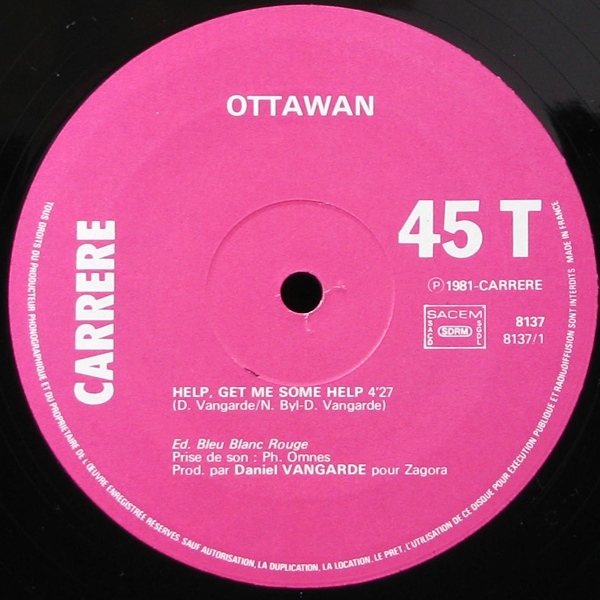 OTTAWAN
CARRERE
45 T
Ⓟ 1981-CARRERE
SACEM
SACD
SDRM
SGDL
8137
8137/1
HELP, GET ME SOME HELP 4'27
(D. Vangarde/N. Byl-D. Vangarde)
Ed. Bleu Blanc Rouge
Prise de son : Ph. Omnes
Prod. par Daniel VANGARDE pour Zagora
TOUS DROITS DU PRODUCTEUR PHONOGRAPHIQUE ET DU PROPRIETAIRE DE L'ŒUVRE ENREGISTREE RESERVES. SAUF AUTORISATION, LA DUPLICATION, LA LOCATION, LE PRET, L'UTILISATION DE CE DISQUE POUR EXECUTION PUBLIQUE ET RADIODIFFUSION SONT INTERDITS MADE IN FRANCE